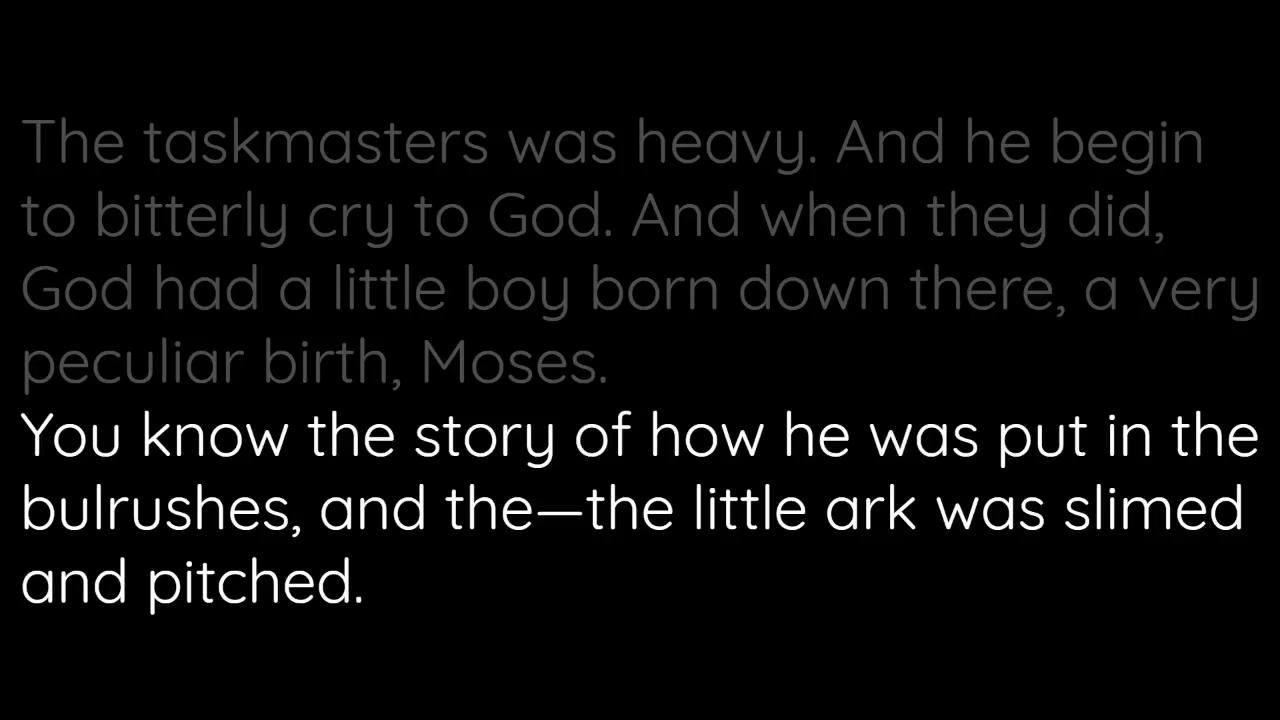 The taskmasters was heavy. And he begin
to bitterly cry to God. And when they did,
God had a little boy born down there, a very
peculiar birth, Moses.
You know the story of how he was put in the
bulrushes, and the—the little ark was slimed
and pitched.